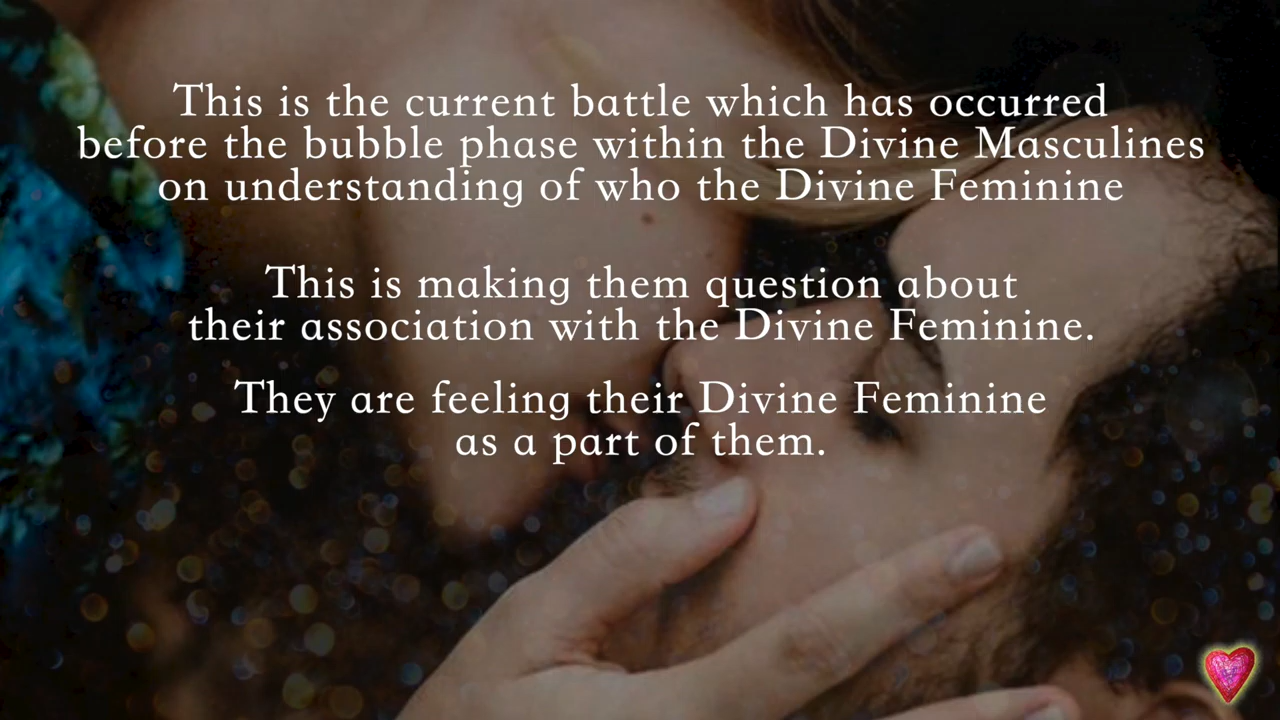 This is the current battle which has occurred
before the bubble phase within the Divine Masculines
on understanding of who the Divine Feminine
This is making them question about
their association with the Divine Feminine.
They are feeling their Divine Feminine
as a part of them.